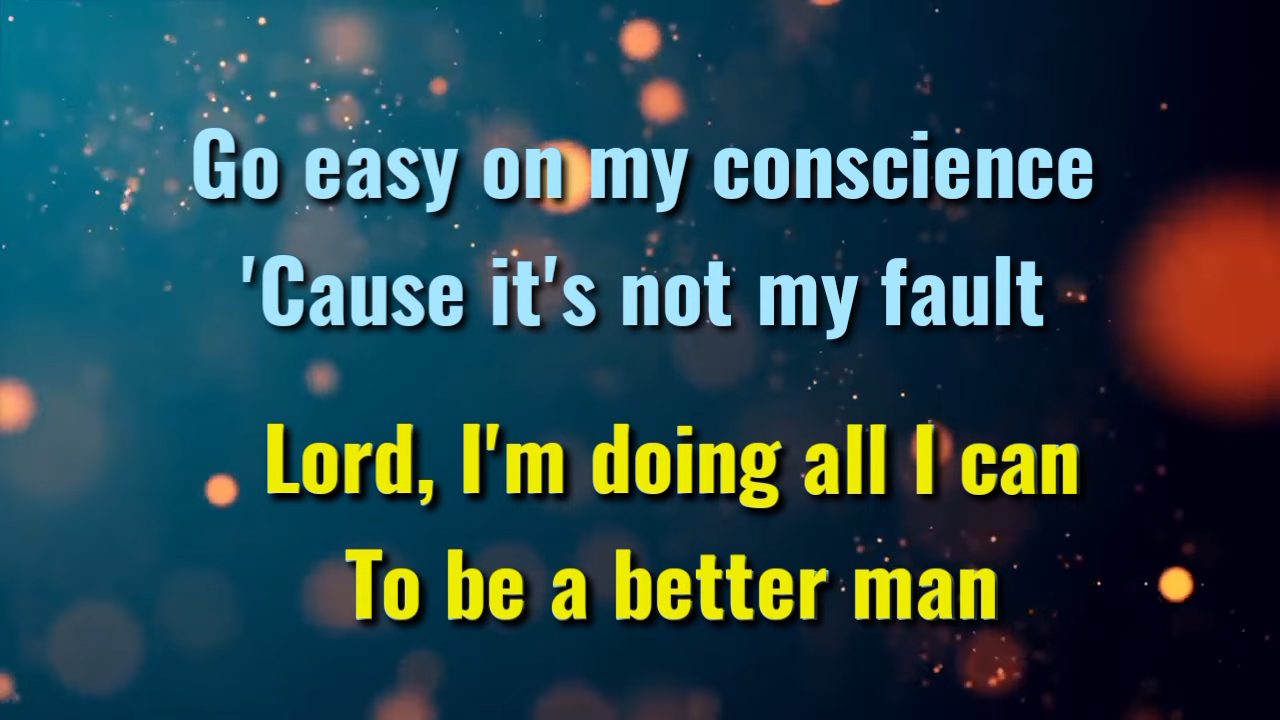 Go easy on my conscience
'Cause it's not my fault
Lord, I'm doing all I can
To be a better man